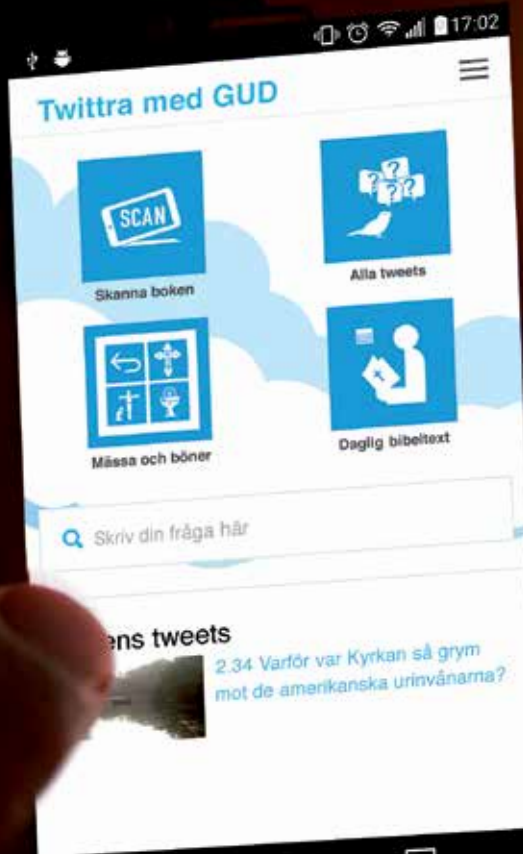 17:02
Twittra med GUD
SCAN
Skanna boken
? ? ? ?
Alla tweets
Mässa och böner
Daglig bibeltext
Skriv din fråga här
ens tweets
2.34 Varför var Kyrkan så grym
mot de amerikanska urinvånarna?